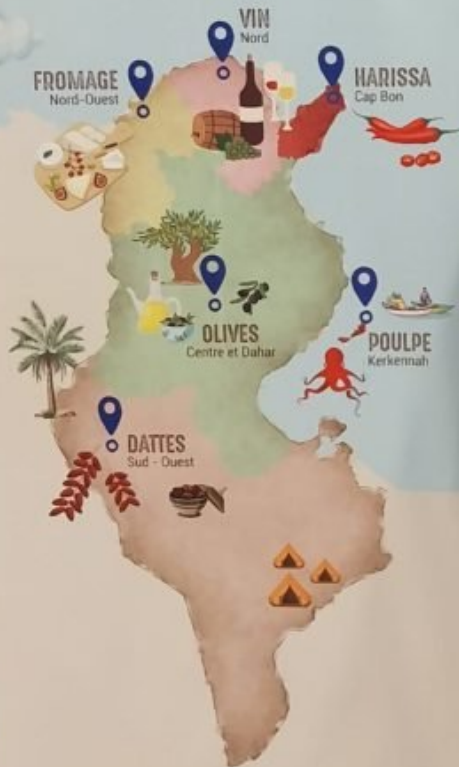 VIN
Nord
FROMAGE
Nord-Ouest
HARISSA
Cap Bon
OLIVES
Centre et Dahar
POULPE
Kerkennah
DATTES
Sud - Ouest